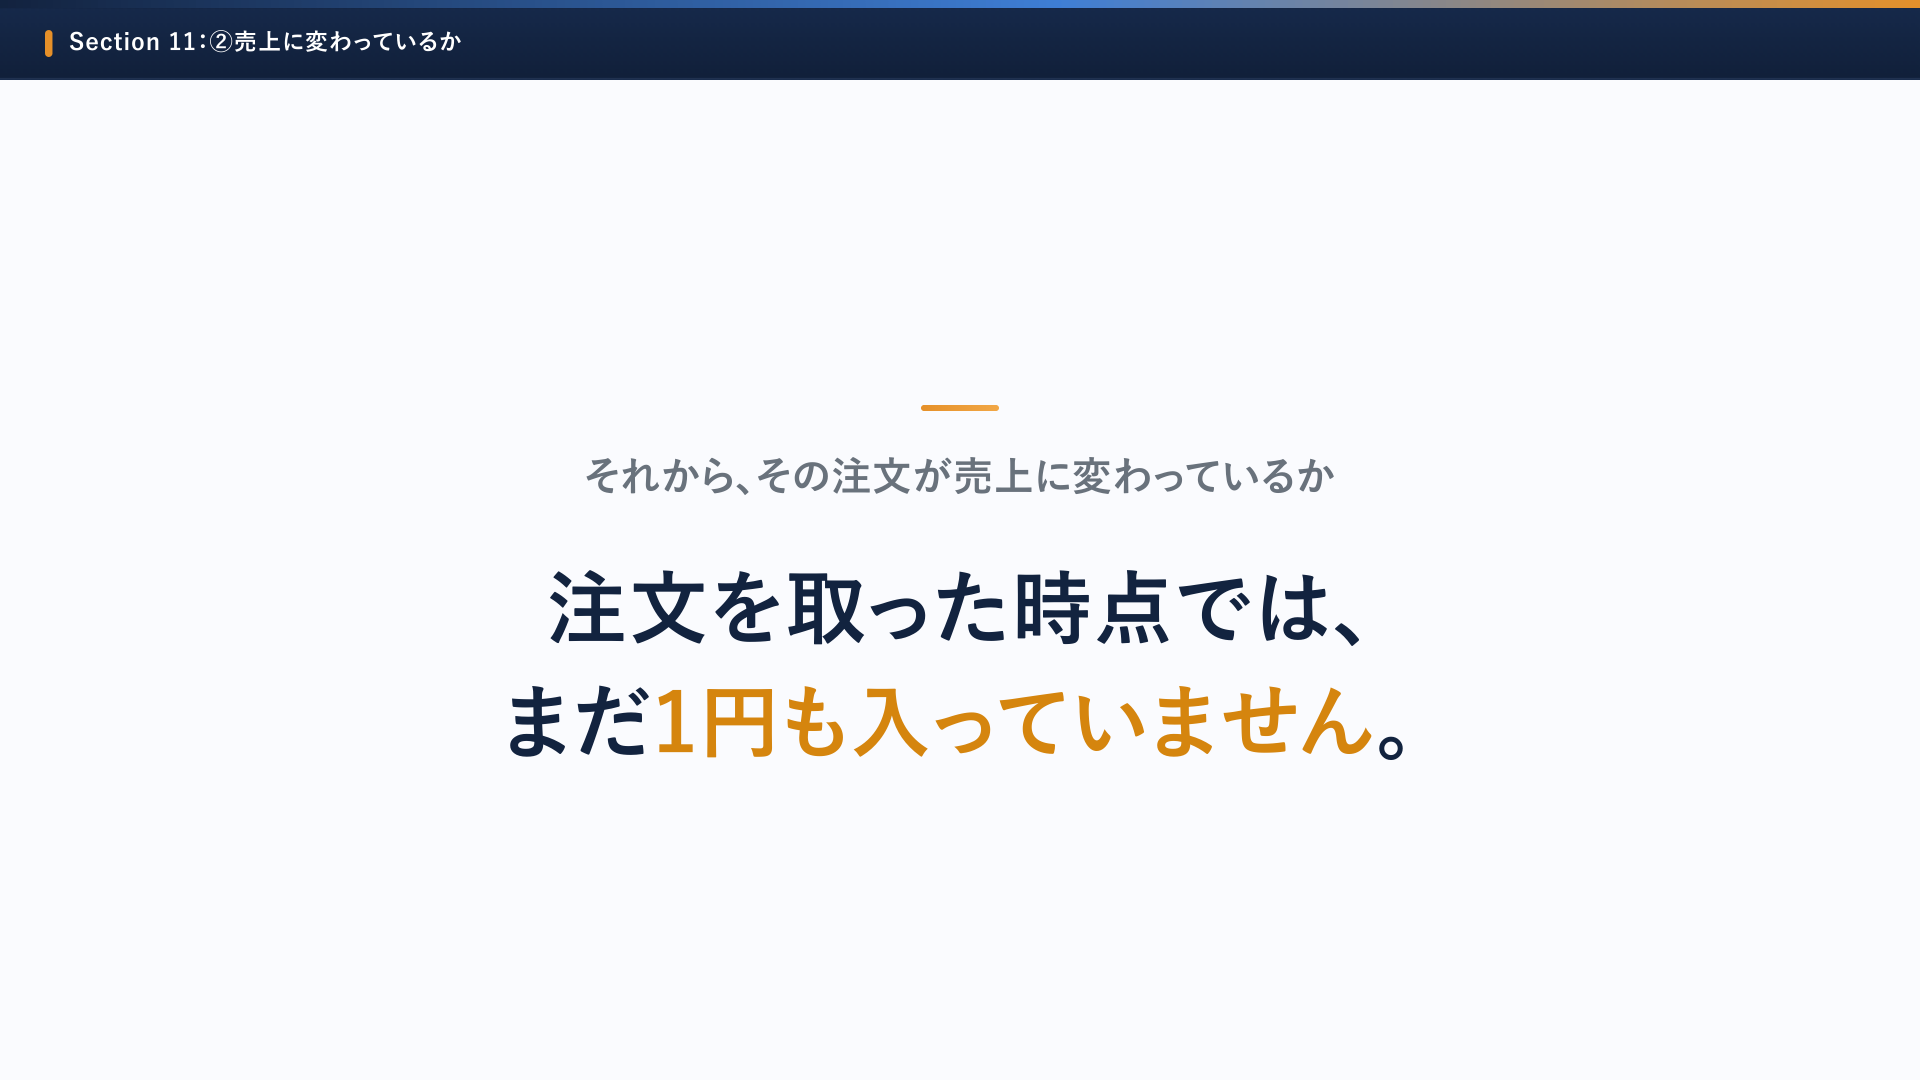 Section 11：②売上に変わっているか
それから、その注文が売上に変わっているか
注文を取った時点では、
まだ1円も入っていません。